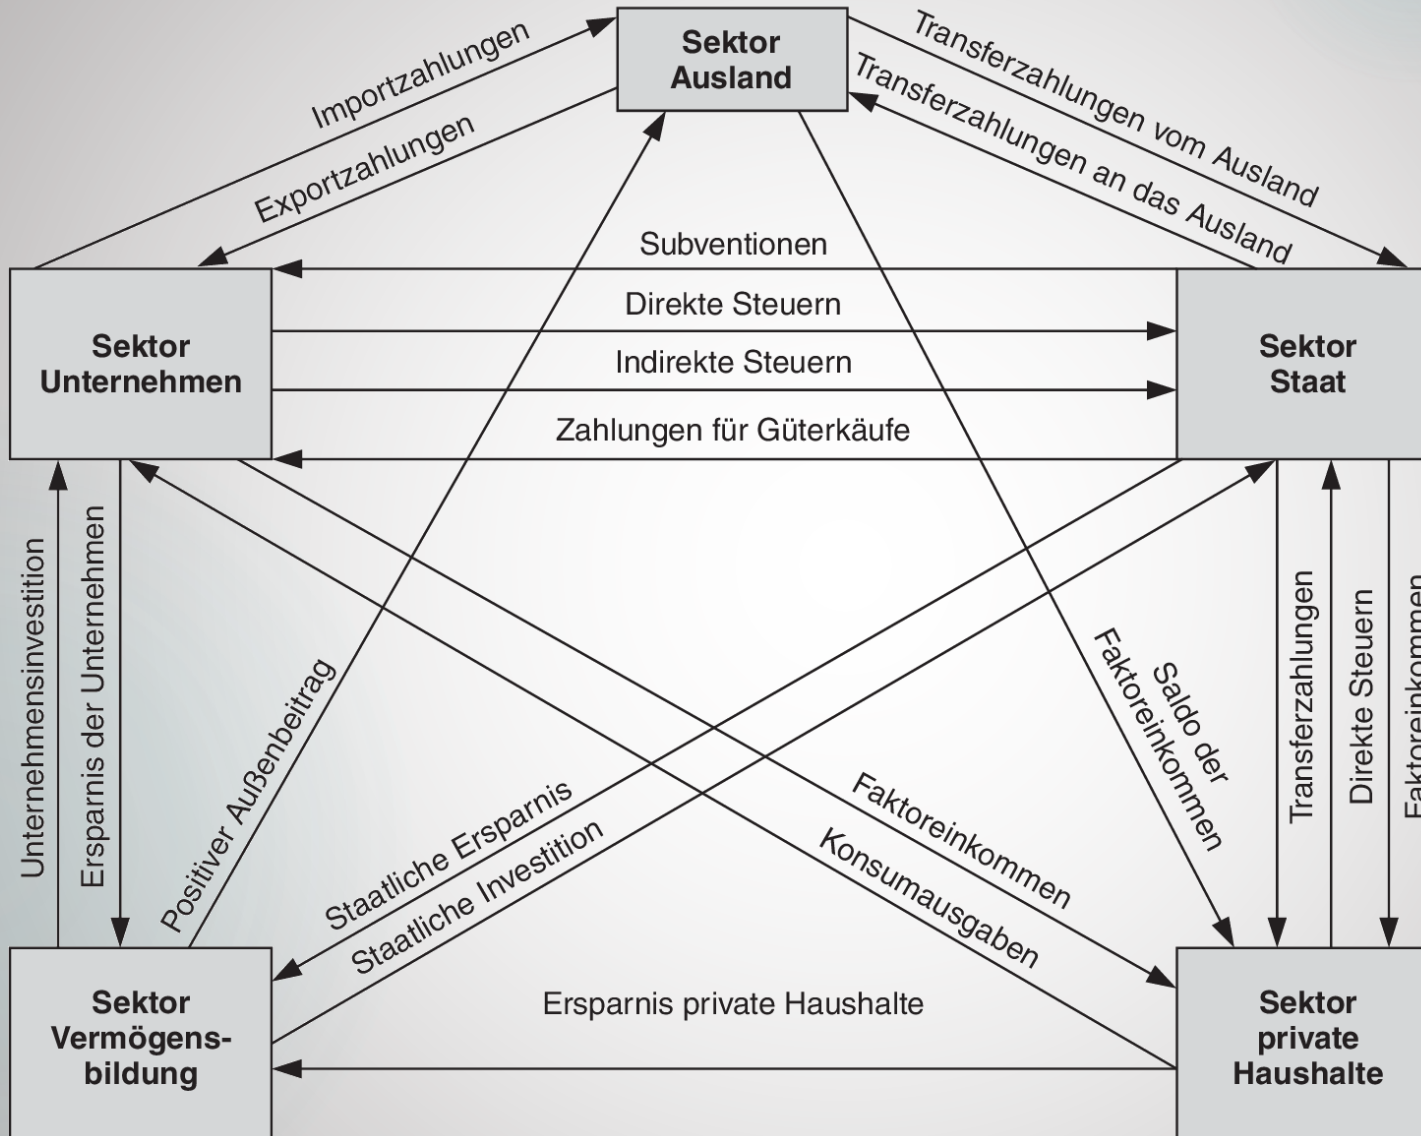 Sektor
Ausland
Importzahlungen
Exportzahlungen
Transferzahlungen vom Ausland
Transferzahlungen an das Ausland
Subventionen
Direkte Steuern
Indirekte Steuern
Zahlungen für Güterkäufe
Sektor
Unternehmen
Sektor
Staat
Unternehmensinvestition
Ersparnis der Unternehmen
Positiver Außenbeitrag
Staatliche Ersparnis
Staatliche Investition
Faktoreinkommen
Konsumausgaben
Saldo der
Faktoreinkommen
Transferzahlungen
Direkte Steuern
Faktoreinkommen
Ersparnis private Haushalte
Sektor
Vermögens-
bildung
Sektor
private
Haushalte